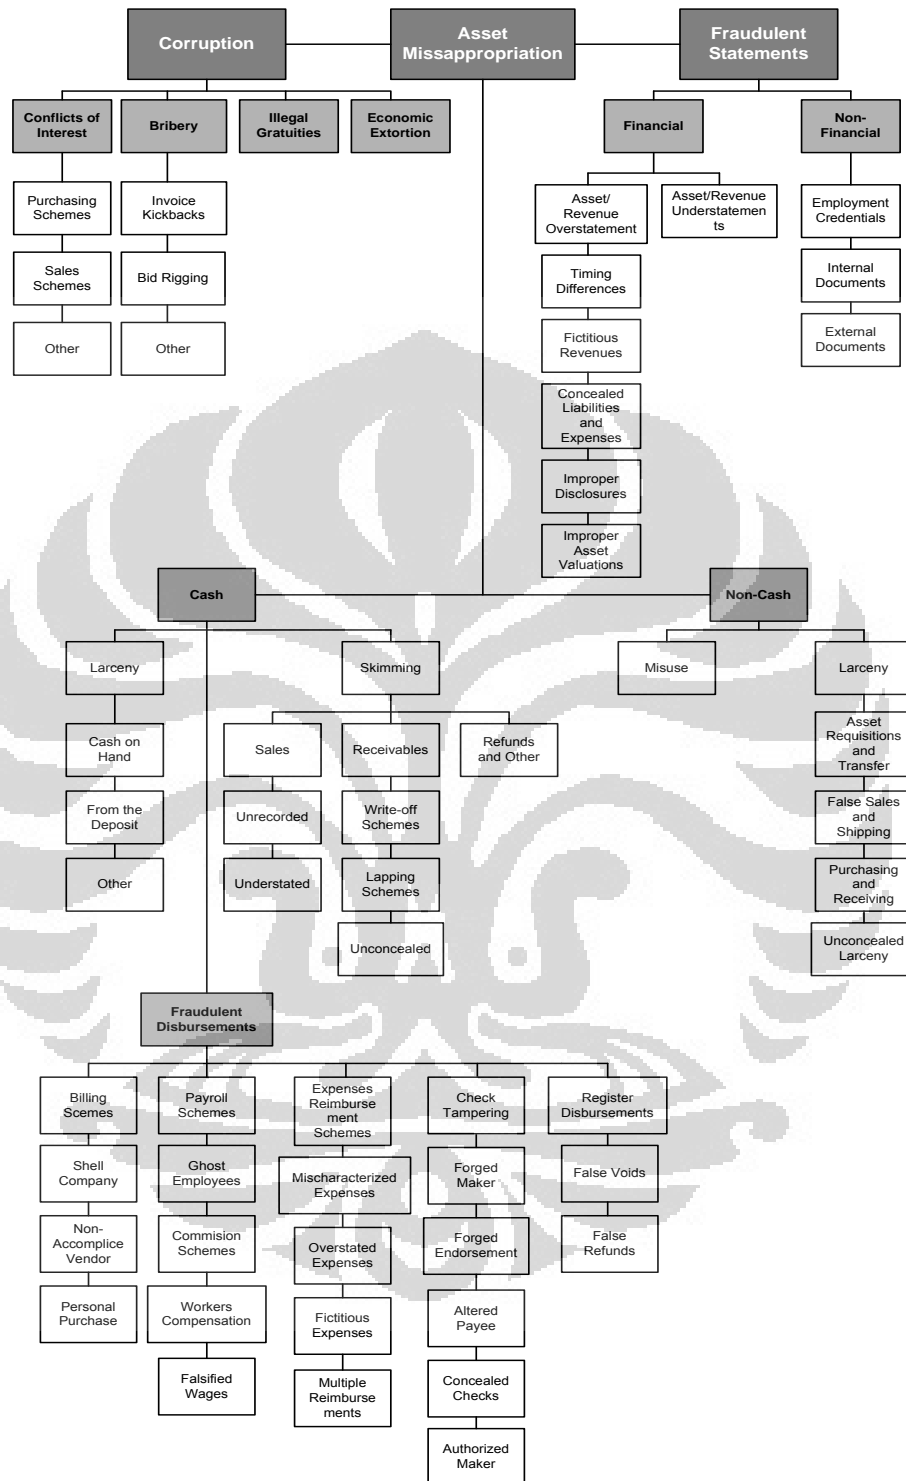 Corruption
Asset
Missappropriation
Fraudulent
Statements
Conflicts of
Interest
Bribery
Illegal
Gratuities
Economic
Extortion
Financial
Non-
Financial
Purchasing
Schemes
Invoice
Kickbacks
Asset/
Revenue
Overstatement
Asset/Revenue
Understatemen
ts
Employment
Credentials
Sales
Schemes
Bid Rigging
Timing
Differences
Internal
Documents
Other
Other
Fictitious
Revenues
External
Documents
Concealed
Liabilities
and
Expenses
Improper
Disclosures
Improper
Asset
Valuations
Cash
Non-Cash
Larceny
Skimming
Misuse
Larceny
Cash on
Hand
Sales
Receivables
Refunds
and Other
Asset
Requisitions
and
Transfer
From the
Deposit
Unrecorded
Write-off
Schemes
False Sales
and
Shipping
Other
Understated
Lapping
Schemes
Purchasing
and
Receiving
Unconcealed
Unconcealed
Larceny
Fraudulent
Disbursements
Billing
Scemes
Payroll
Schemes
Expenses
Reimburse
ment
Schemes
Check
Tampering
Register
Disbursements
Shell
Company
Ghost
Employees
Mischaracterized
Expenses
Forged
Maker
False Voids
Non-
Accomplice
Vendor
Commision
Schemes
Overstated
Expenses
Forged
Endorsement
False
Refunds
Personal
Purchase
Workers
Compensation
Fictitious
Expenses
Altered
Payee
Falsified
Wages
Multiple
Reimburse
ments
Concealed
Checks
Authorized
Maker